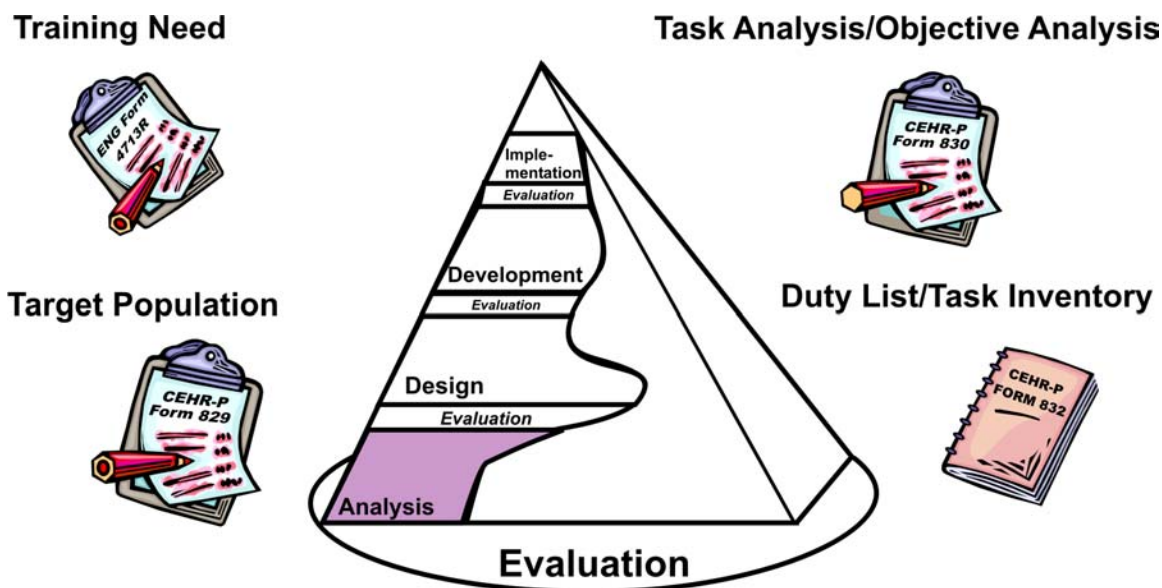 Training Need
Task Analysis/Objective Analysis
ENG Form
4713R
CEHR-P
Form 830
Imple-
mentation
Evaluation
Development
Evaluation
Target Population
Duty List/Task Inventory
CEHR-P
Form 829
CEHR-P
FORM 832
Design
Evaluation
Analysis
Evaluation